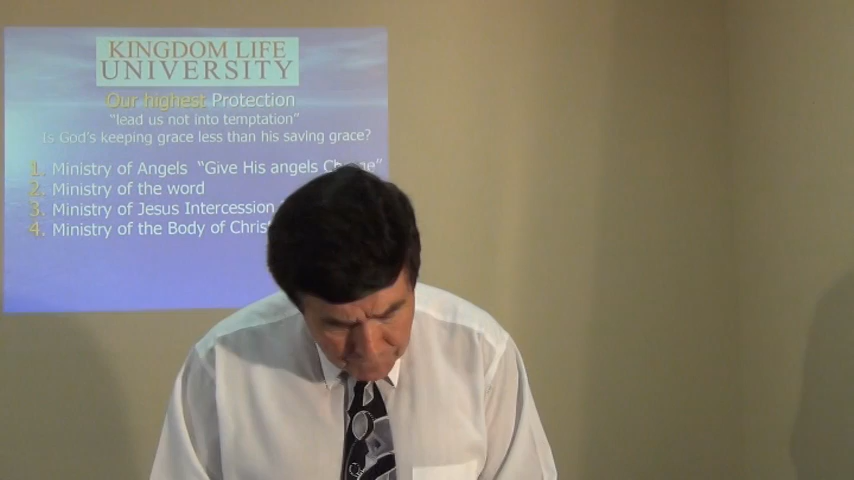 KINGDOM LIFE
UNIVERSITY
Our highest Protection
"lead us not into temptation"
Is God's keeping grace less than his saving grace?
1. Ministry of Angels "Give His angels Charge"
2. Ministry of the word
3. Ministry of Jesus Intercession
4. Ministry of the Body of Christ